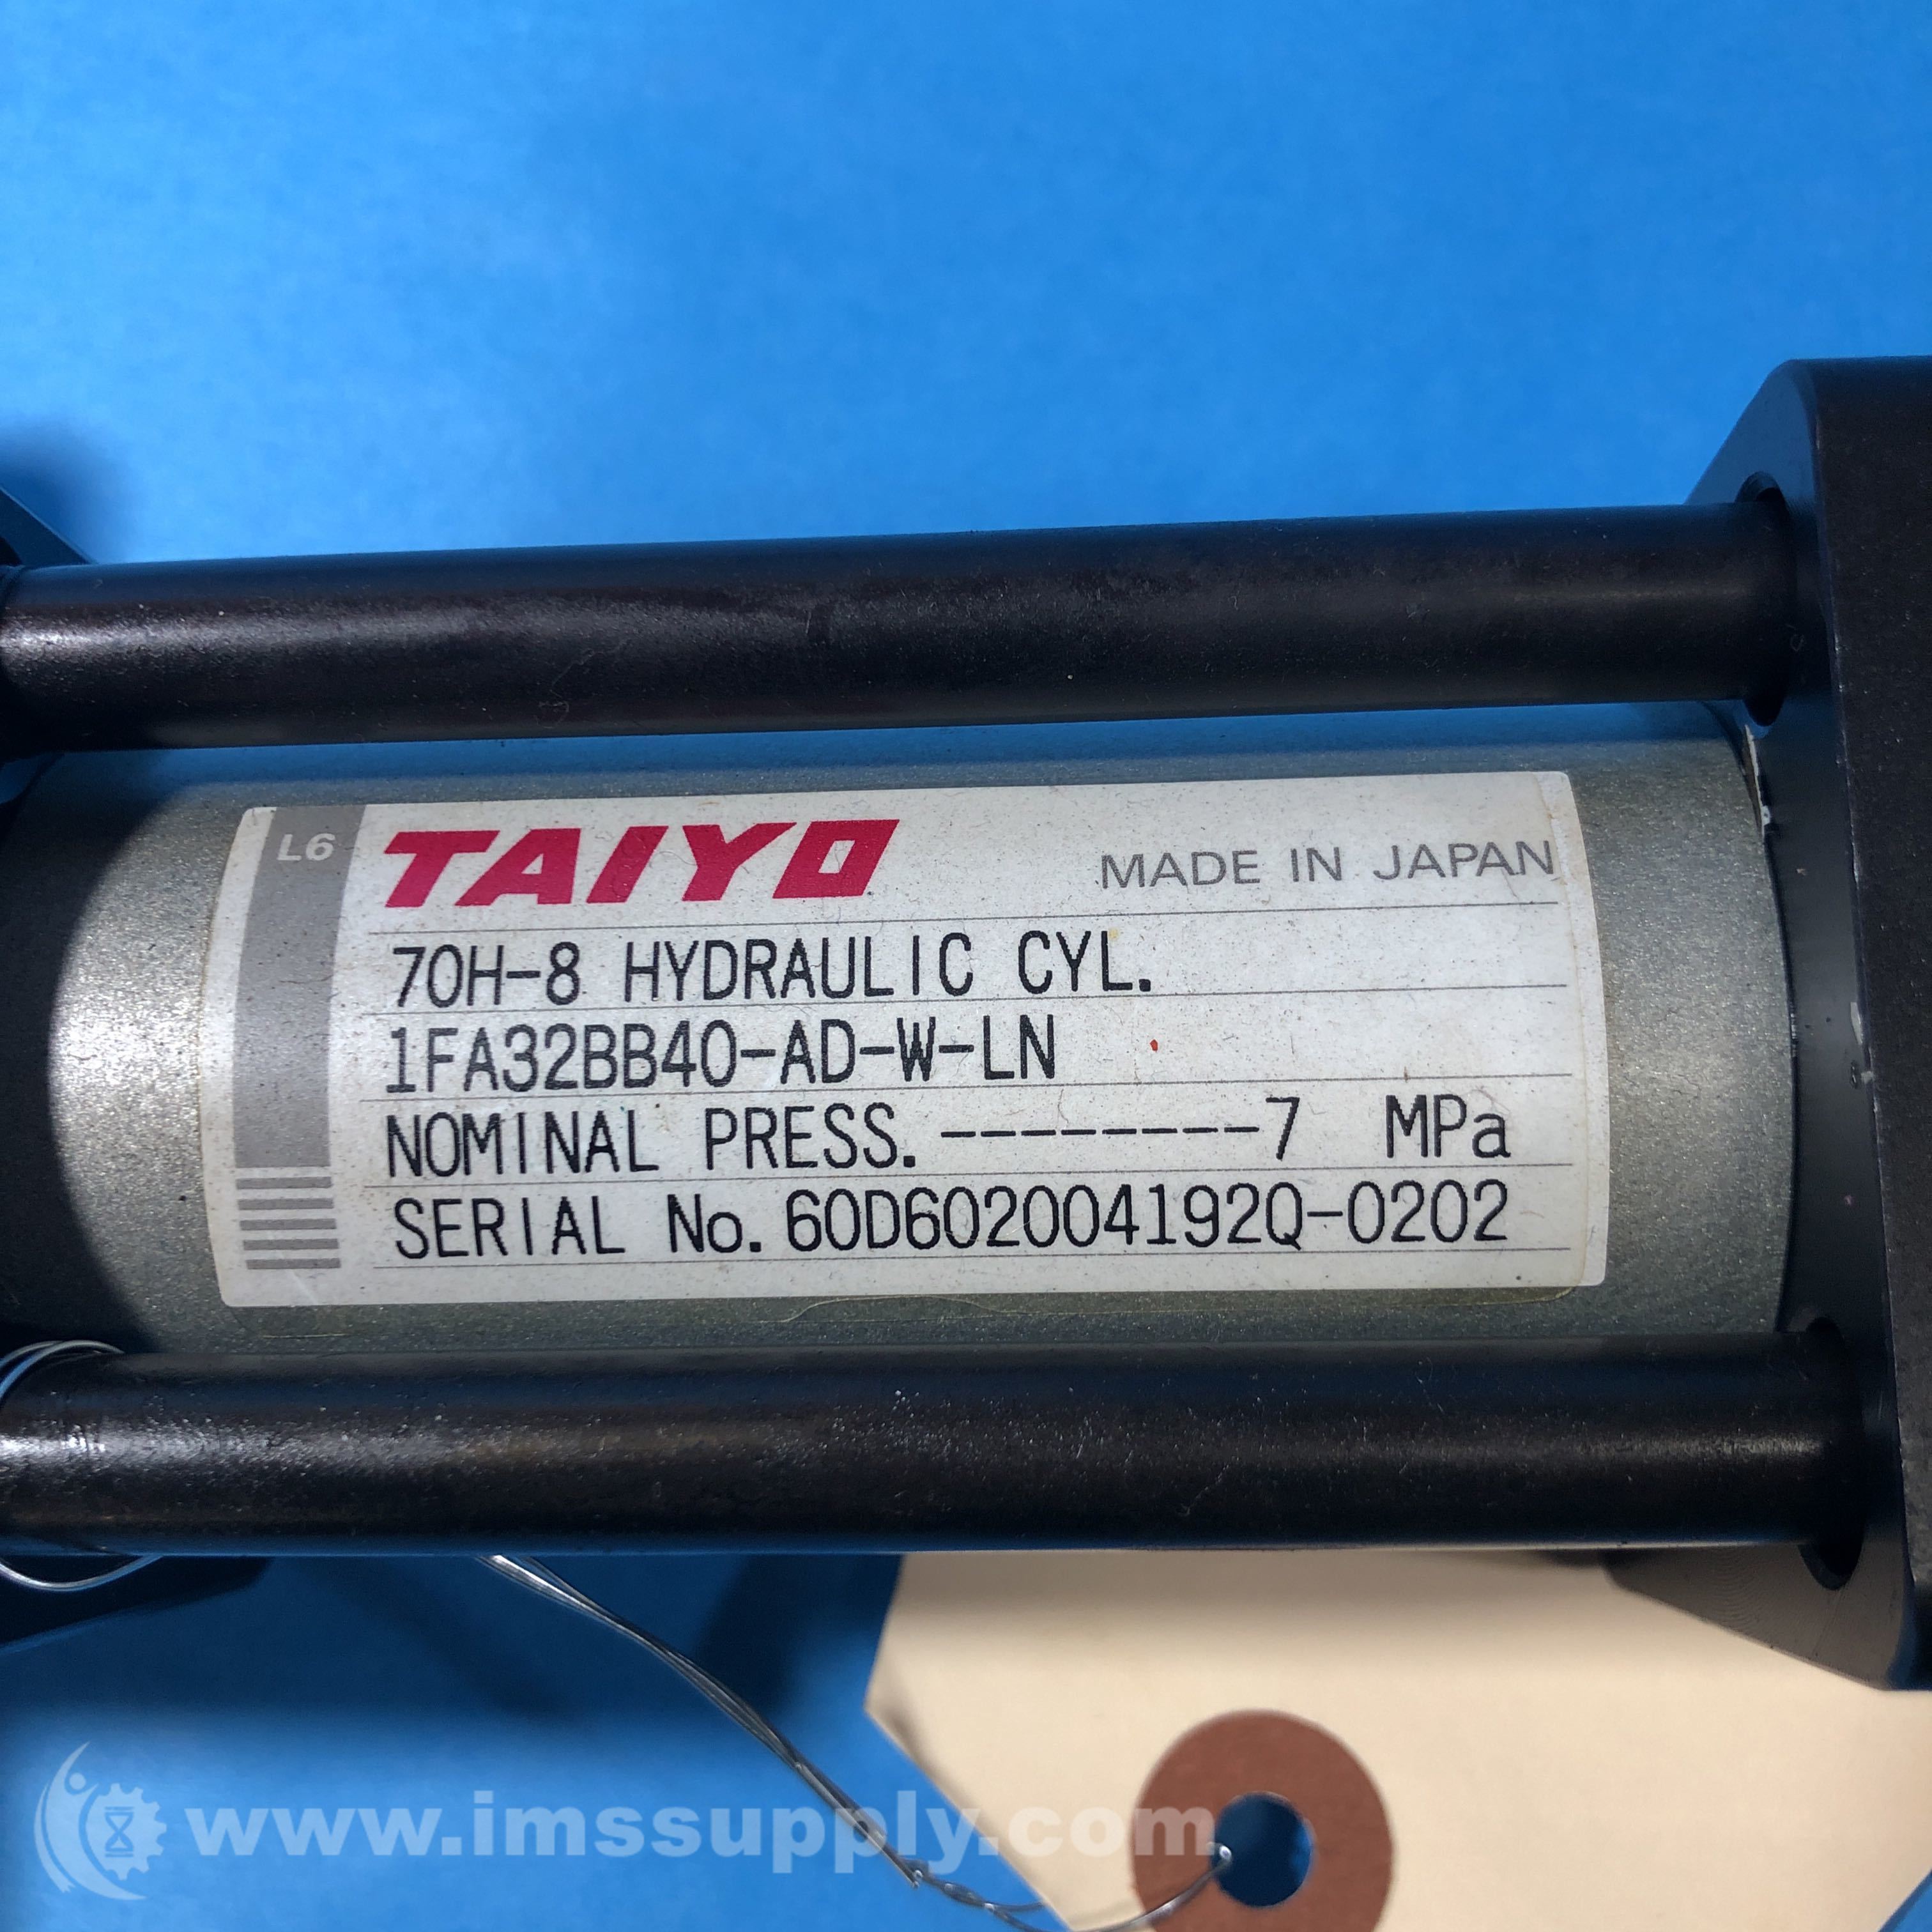 L6 TAIYO MADE IN JAPAN
70H-8 HYDRAULIC CYL.
1FA32BB40-AD-W-LN
NOMINAL PRESS. --------7 MPa
SERIAL No. 60D602004192Q-0202
www.imssupply.com